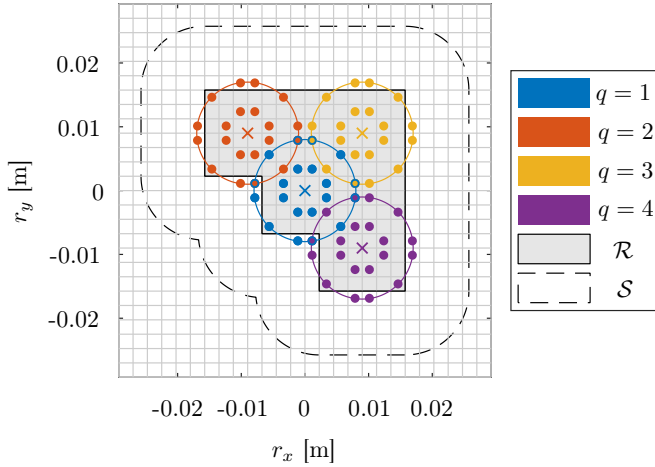 0.02
0.01
0
-0.01
-0.02
r_y [m]
-0.02 -0.01 0 0.01 0.02
r_x [m]
q = 1
q = 2
q = 3
q = 4
ℛ
𝒮